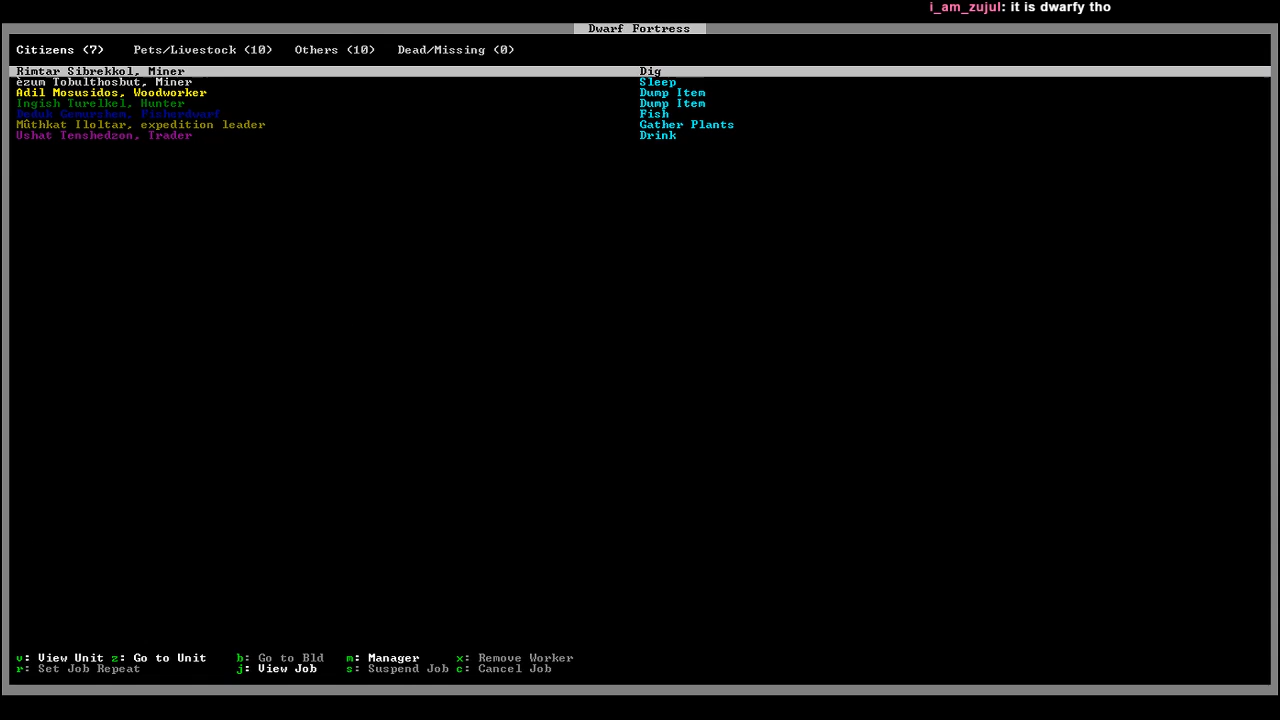 i_am_zujul: it is dwarfy tho
Dwarf Fortress
Citizens (7) Pets/Livestock (10) Others (10) Dead/Missing (0)
Rimtar Sibrekkol, Miner Dig
èzum Tobulthosbut, Miner Sleep
Adil Mosusidos, Woodworker Dump Item
Ingish Turelkel, Hunter Dump Item
Fisherdwarf Fish
Mûthkat Iloltar, expedition leader Gather Plants
Ushat Tenshedzon, Trader Drink
v: View Unit z: Go to Unit b: Go to Bld m: Manager x: Remove Worker
r: Set Job Repeat j: View Job s: Suspend Job c: Cancel Job